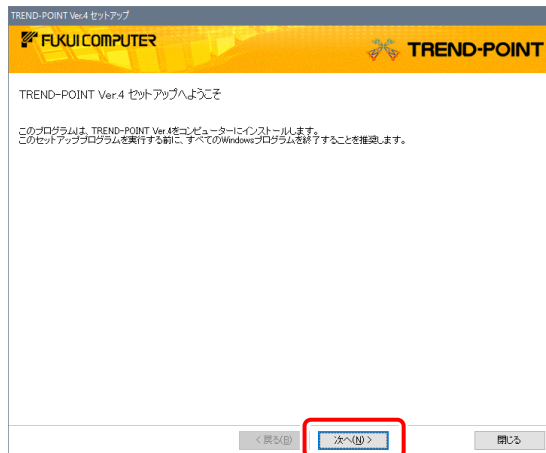 TREND-POINT Ver.4 セットアップ
FUKUI COMPUTER
TREND-POINT
TREND-POINT Ver.4 セットアップへようこそ
このプログラムは、TREND-POINT Ver.4をコンピューターにインストールします。
このセットアッププログラムを実行する前に、すべてのWindowsプログラムを終了することを推奨します。
< 戻る(B)
次へ(N) >
閉じる